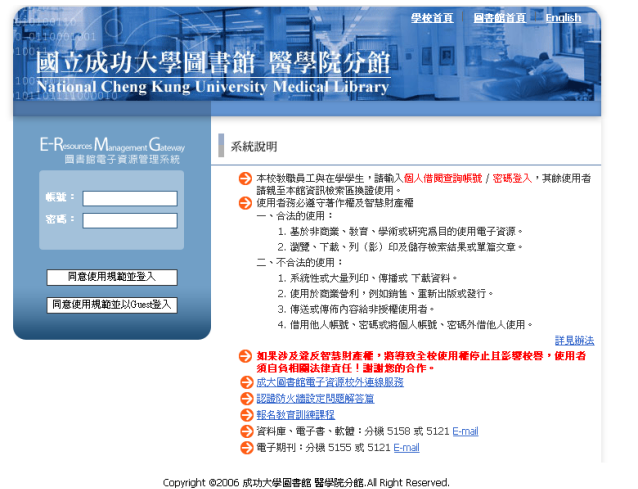 學校首頁 圖書館首頁 English
國立成功大學圖書館 醫學院分館
National Cheng Kung University Medical Library
E-Resources Management Gateway
圖書館電子資源管理系統
帳號：
密碼：
同意使用規範並登入
同意使用規範並以Guest登入
系統說明
本校教職員工與在學學生，請輸入個人借閱查詢帳號 / 密碼登入，其餘使用者
請親至本館資訊檢索區換證使用。
使用者務必遵守著作權及智慧財產權
一、合法的使用：
1. 基於非商業、教育、學術或研究為目的使用電子資源。
2. 瀏覽、下載、列（影）印及儲存檢索結果或單篇文章。
二、不合法的使用：
1. 系統性或大量列印、傳播或 下載資料。
2. 使用於商業營利，例如銷售、重新出版或發行。
3. 傳送或傳佈內容給非授權使用者。
4. 借用他人帳號、密碼或將個人帳號、密碼外借他人使用。
詳見辦法
如果涉及違反智慧財產權，將導致全校使用權停止且影響校譽，使用者
須自負相關法律責任！謝謝您的合作。
成大圖書館電子資源校外連線服務
認證防火牆設定問題解答篇
報名教育訓練課程
資料庫、電子書、軟體：分機 5158 或 5121 E-mail
電子期刊：分機 5155 或 5121 E-mail
Copyright ©2006 成功大學圖書館 醫學院分館.All Right Reserved.